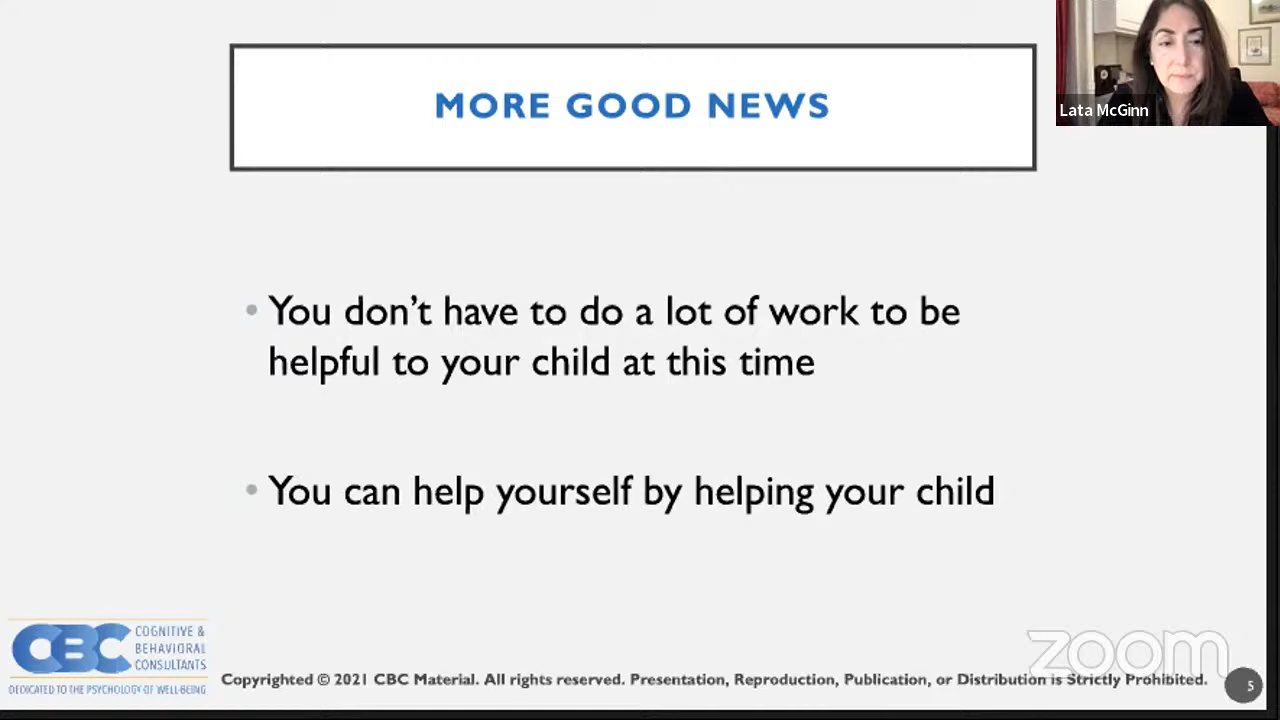 MORE GOOD NEWS
Lata McGinn
• You don't have to do a lot of work to be
helpful to your child at this time
• You can help yourself by helping your child
CBC
COGNITIVE &
BEHAVIORAL
CONSULTANTS
DEDICATED TO THE PSYCHOLOGY OF WELL-BEING
zoom
Copyrighted © 2021 CBC Material. All rights reserved. Presentation, Reproduction, Publication, or Distribution is Strictly Prohibited.
5